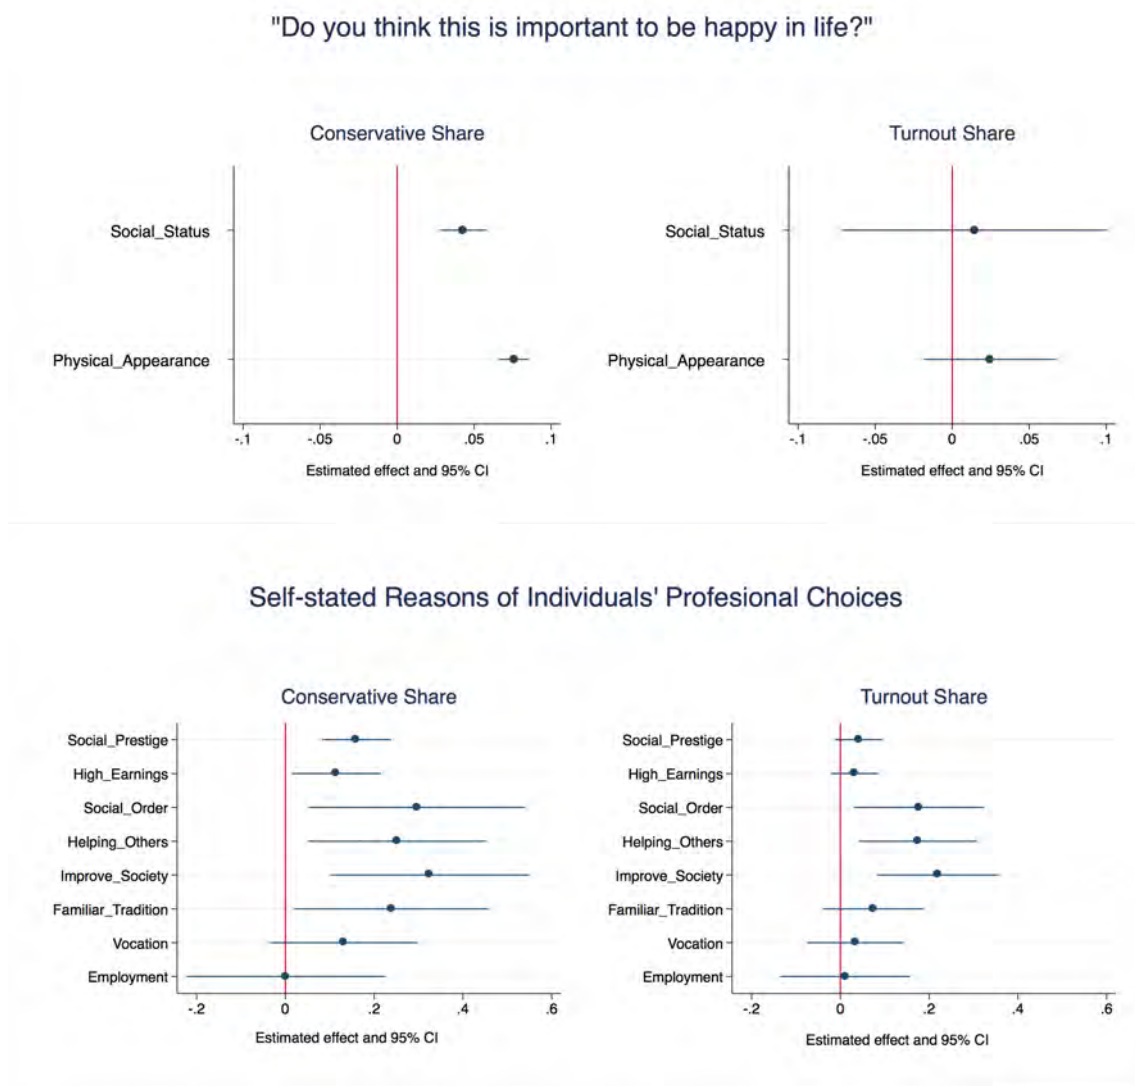 "Do you think this is important to be happy in life?"
Conservative Share
Social_Status
Physical_Appearance
-.1 -.05 0 .05 .1
Estimated effect and 95% CI
Turnout Share
Social_Status
Physical_Appearance
-.1 -.05 0 .05 .1
Estimated effect and 95% CI
Self-stated Reasons of Individuals' Profesional Choices
Conservative Share
Social_Prestige
High_Earnings
Social_Order
Helping_Others
Improve_Society
Familiar_Tradition
Vocation
Employment
-.2 0 .2 .4 .6
Estimated effect and 95% CI
Turnout Share
Social_Prestige
High_Earnings
Social_Order
Helping_Others
Improve_Society
Familiar_Tradition
Vocation
Employment
-.2 0 .2 .4 .6
Estimated effect and 95% CI